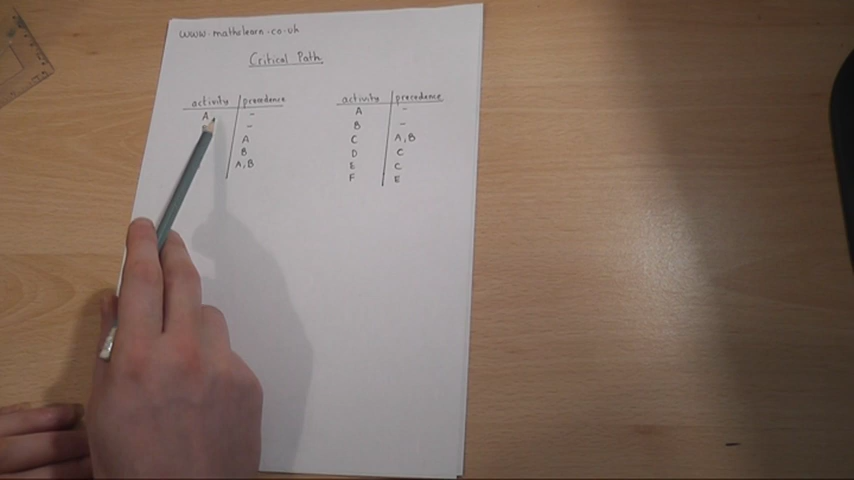 www.mathslearn.co.uk
Critical Path
activity precedence
A -
-
A
B
A,B
activity precedence
A -
B -
C A,B
D C
E C
F E